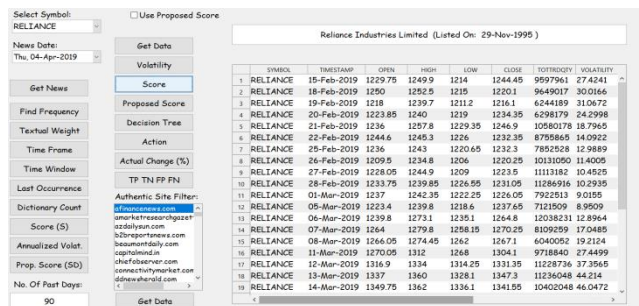 Select Symbol:
RELIANCE
News Date:
Thu, 04-Apr-2019
Get News
Find Frequency
Textual Weight
Time Frame
Time Window
Last Occurrence
Dictionary Count
Score (S)
Annualized Volat.
Prop. Score (SD)
No. Of Past Days:
90
Use Proposed Score
Get Data
Volatility
Score
Proposed Score
Decision Tree
Action
Actual Change (%)
TP TN FP FN
Authentic Site Filter:
afinancenews.com
amarketresearchgazet
azdailysun.com
b2breportsnews.com
beaumontdaily.com
capitalmind.in
chiefobserver.com
connectivitymarket.com
ddnewsherald.com
Get Data
Reliance Industries Limited (Listed On: 29-Nov-1995 )
SYMBOL TIMESTAMP OPEN HIGH LOW CLOSE TOTTRDQTY VOLATILITY
1 RELIANCE 15-Feb-2019 1229.75 1249.9 1214 1244.45 9597961 27.4241
2 RELIANCE 18-Feb-2019 1250 1252.5 1215 1220.1 9649017 30.0166
3 RELIANCE 19-Feb-2019 1218 1239.7 1211.2 1216.1 6244189 31.0672
4 RELIANCE 20-Feb-2019 1223.85 1240 1219 1234.35 6298179 24.2998
5 RELIANCE 21-Feb-2019 1236 1257.8 1229.35 1246.9 10580178 18.7965
6 RELIANCE 22-Feb-2019 1244.6 1245.3 1226 1232.35 8755865 14.0922
7 RELIANCE 25-Feb-2019 1236 1243 1220.65 1232.3 7852528 12.9889
8 RELIANCE 26-Feb-2019 1209.5 1234.8 1206 1220.25 10131050 11.4005
9 RELIANCE 27-Feb-2019 1228.05 1244.9 1209 1223.5 11113182 10.4525
10 RELIANCE 28-Feb-2019 1233.75 1239.85 1226.55 1231.05 11286916 10.2935
11 RELIANCE 01-Mar-2019 1237 1242.35 1222.25 1226.05 7922513 9.0155
12 RELIANCE 05-Mar-2019 1223.4 1239.8 1218.6 1237.65 7121509 8.9509
13 RELIANCE 06-Mar-2019 1239.8 1273.1 1235.1 1264.8 12038231 12.8964
14 RELIANCE 07-Mar-2019 1264 1279.8 1258.15 1270.25 8109259 17.0485
15 RELIANCE 08-Mar-2019 1266.05 1274.45 1262 1267.1 6040052 19.2124
16 RELIANCE 11-Mar-2019 1270.05 1312 1268 1304.1 9718840 27.4499
17 RELIANCE 12-Mar-2019 1316.9 1334 1314.25 1331.35 11228736 37.3565
18 RELIANCE 13-Mar-2019 1337 1360 1328.1 1347.3 11236048 44.214
19 RELIANCE 14-Mar-2019 1349.75 1362 1336.1 1341.55 10402048 46.0472